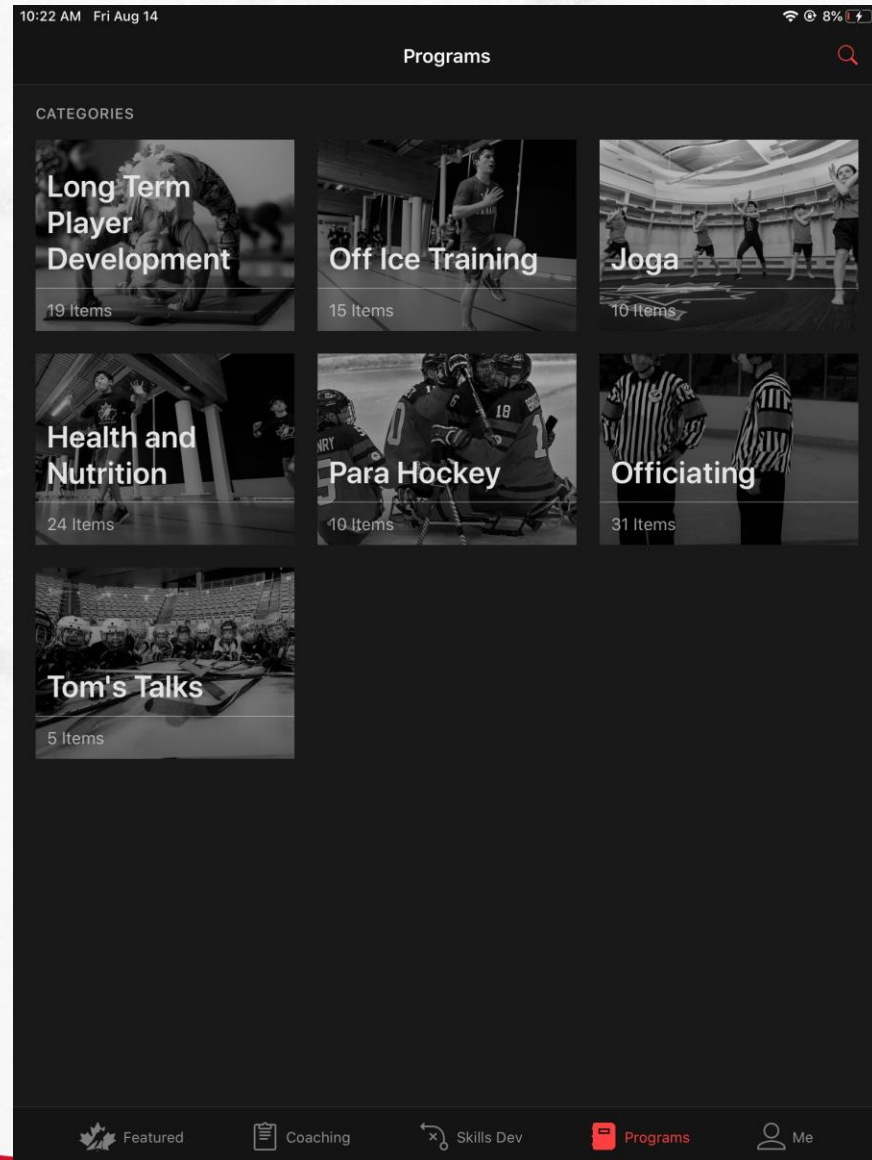 10:22 AM Fri Aug 14
8%
Programs
CATEGORIES
Long Term
Player
Development
19 Items
Off Ice Training
15 Items
Joga
10 Items
Health and
Nutrition
24 Items
Para Hockey
10 Items
Officiating
31 Items
Tom's Talks
5 Items
Featured
Coaching
Skills Dev
Programs
Me